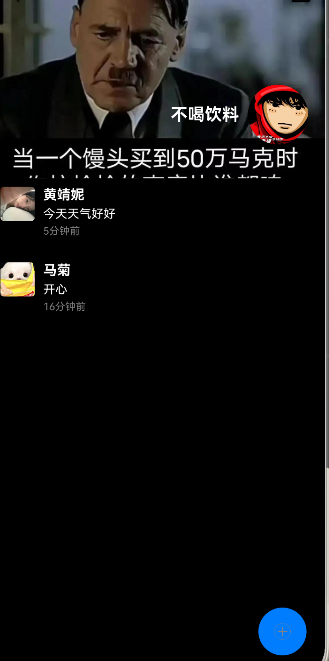 不喝饮料
当一个馒头买到50万马克时
黄靖妮
今天天气好好
5分钟前
马菊
开心
16分钟前